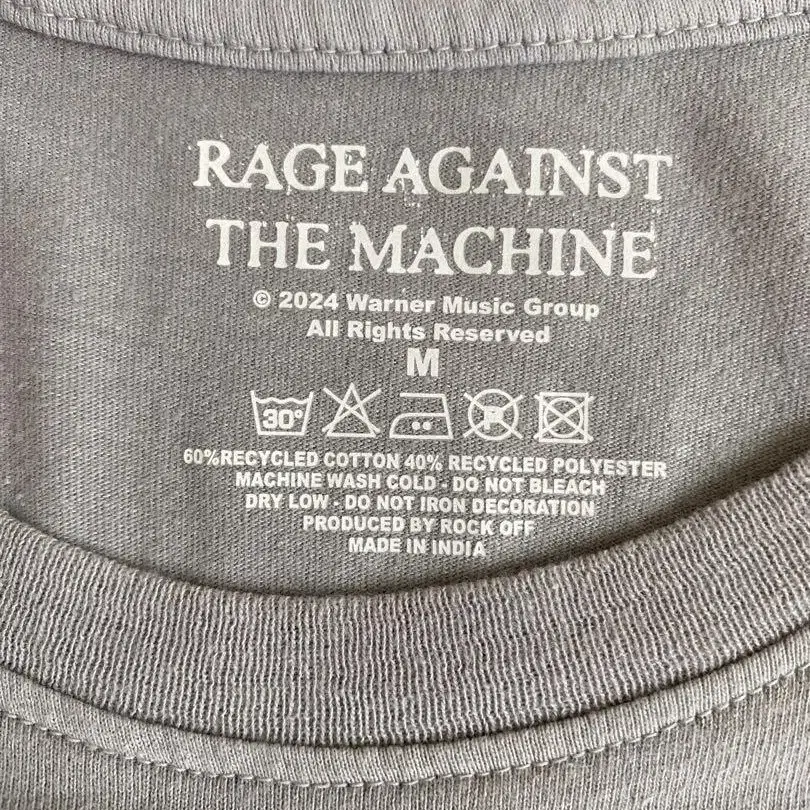 RAGE AGAINST
THE MACHINE
© 2024 Warner Music Group
All Rights Reserved
M
30° P
60%RECYCLED COTTON 40% RECYCLED POLYESTER
MACHINE WASH COLD - DO NOT BLEACH
DRY LOW - DO NOT IRON DECORATION
PRODUCED BY ROCK OFF
MADE IN INDIA